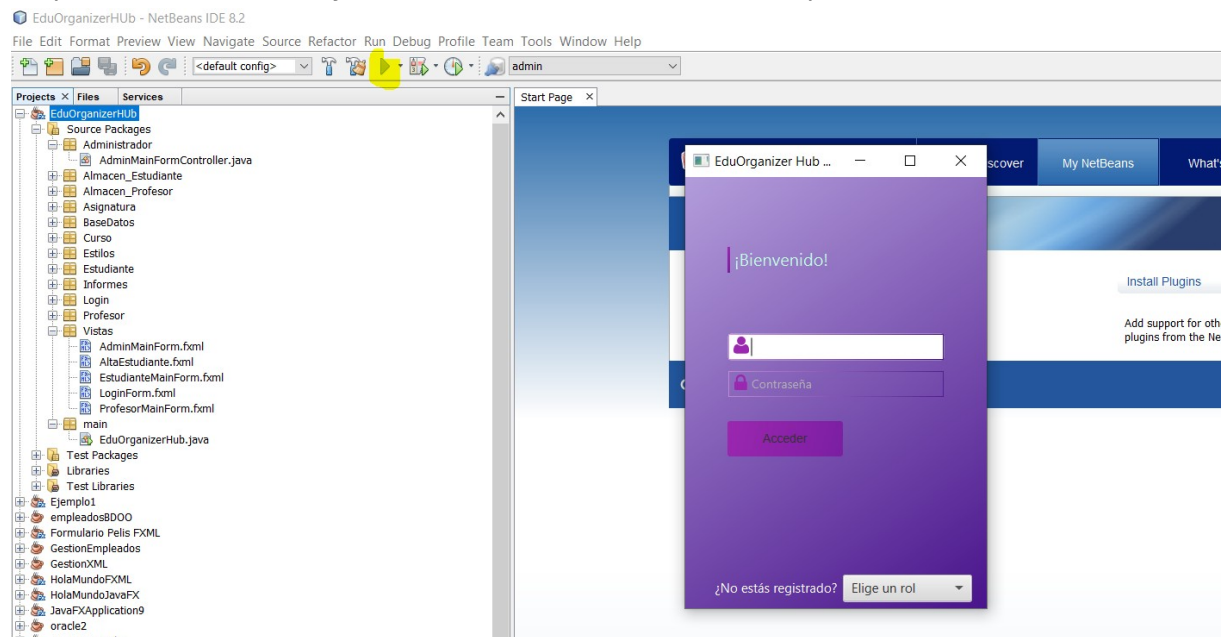 EduOrganizerHUb - NetBeans IDE 8.2
File Edit Format Preview View Navigate Source Refactor Run Debug Profile Team Tools Window Help
<default config>
admin
Projects Files Services
Start Page
EduOrganizerHUb
Source Packages
Administrador
AdminMainFormController.java
Almacen_Estudiante
Almacen_Profesor
Asignatura
BaseDatos
Curso
Estilos
Estudiante
Informes
Login
Profesor
Vistas
AdminMainForm.fxml
AltaEstudiante.fxml
EstudianteMainForm.fxml
LoginForm.fxml
ProfesorMainForm.fxml
main
EduOrganizerHub.java
Test Packages
Libraries
Test Libraries
Ejemplo1
empleadosBDOO
Formulario Pelis FXML
GestionEmpleados
GestionXML
HolaMundoFXML
HolaMundoJavaFX
JavaFXApplication9
oracle2
EduOrganizer Hub ...
¡Bienvenido!
Contraseña
Acceder
¿No estás registrado? Elige un rol
scover My NetBeans What's
Install Plugins
Add support for oth
plugins from the Ne